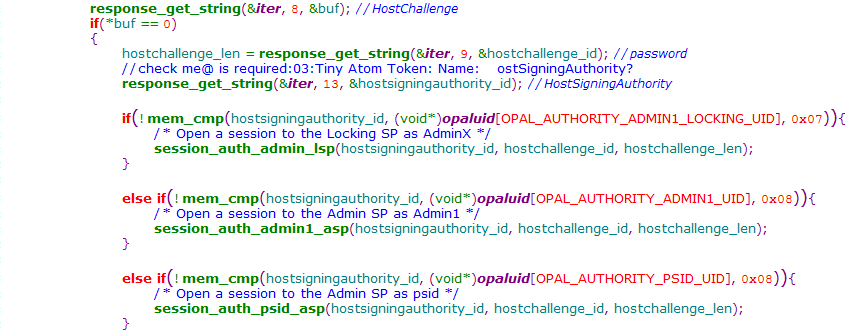 response_get_string(&iter, 8, &buf); //HostChallenge
if(*buf == 0)
{
hostchallenge_len = response_get_string(&iter, 9, &hostchallenge_id); //password
//check me@ is required:03:Tiny Atom Token: Name: ostSigningAuthority?
response_get_string(&iter, 13, &hostsigningauthority_id); //HostSigningAuthority
if(! mem_cmp(hostsigningauthority_id, (void*)opaluid[OPAL_AUTHORITY_ADMIN1_LOCKING_UID], 0x07)){
/* Open a session to the Locking SP as AdminX */
session_auth_admin_lsp(hostsigningauthority_id, hostchallenge_id, hostchallenge_len);
}
else if(! mem_cmp(hostsigningauthority_id, (void*)opaluid[OPAL_AUTHORITY_ADMIN1_UID], 0x08)){
/* Open a session to the Admin SP as Admin1 */
session_auth_admin1_asp(hostsigningauthority_id, hostchallenge_id, hostchallenge_len);
}
else if(! mem_cmp(hostsigningauthority_id, (void*)opaluid[OPAL_AUTHORITY_PSID_UID], 0x08)){
/* Open a session to the Admin SP as psid */
session_auth_psid_asp(hostsigningauthority_id, hostchallenge_id, hostchallenge_len);
}